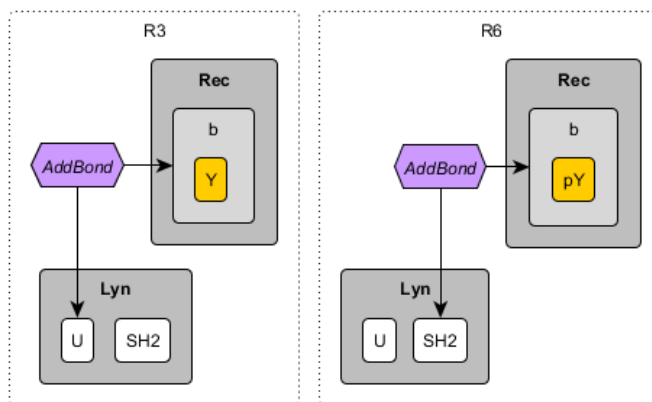 R3
Rec
b
AddBond
Y
Lyn
U
SH2
R6
Rec
b
AddBond
pY
Lyn
U
SH2